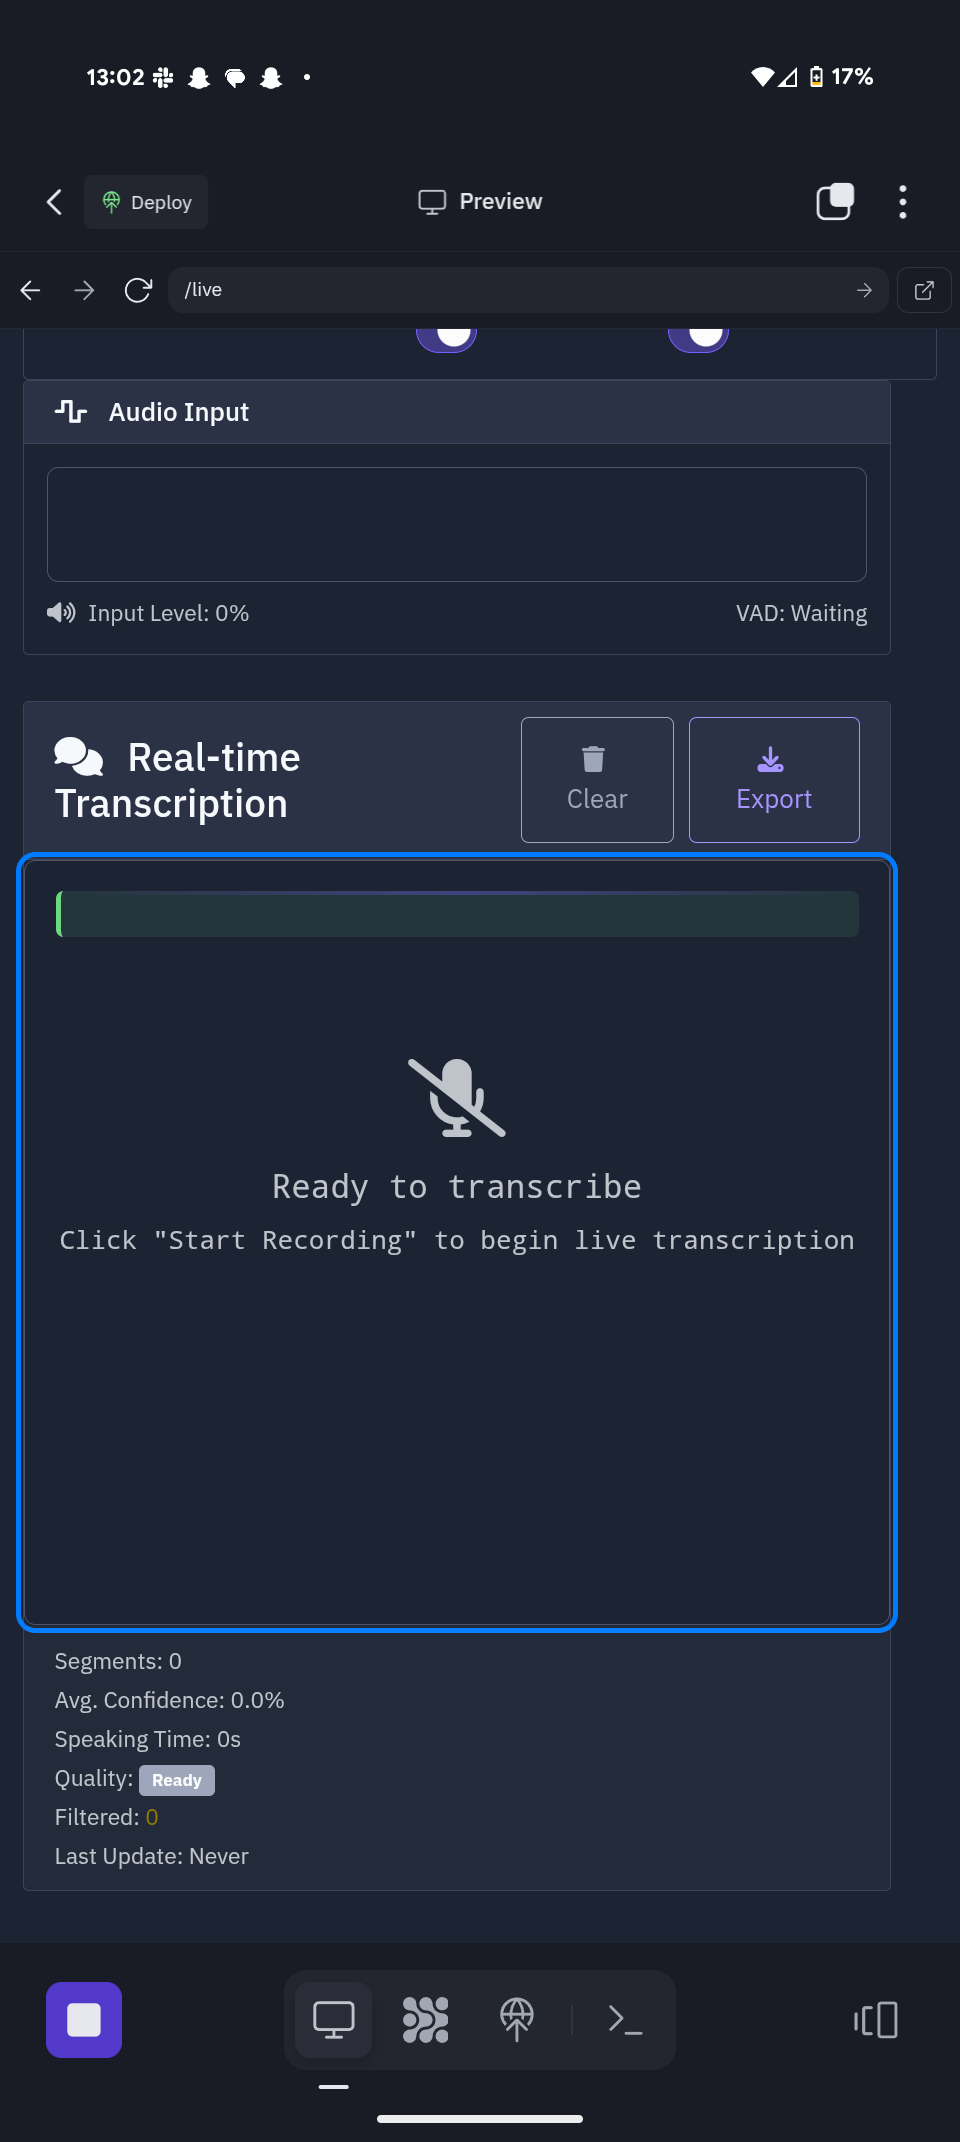 13:02
17%
Deploy
Preview
/live
Audio Input
Input Level: 0%
VAD: Waiting
Real-time
Transcription
Clear
Export
Ready to transcribe
Click "Start Recording" to begin live transcription
Segments: 0
Avg. Confidence: 0.0%
Speaking Time: 0s
Quality: Ready
Filtered: 0
Last Update: Never